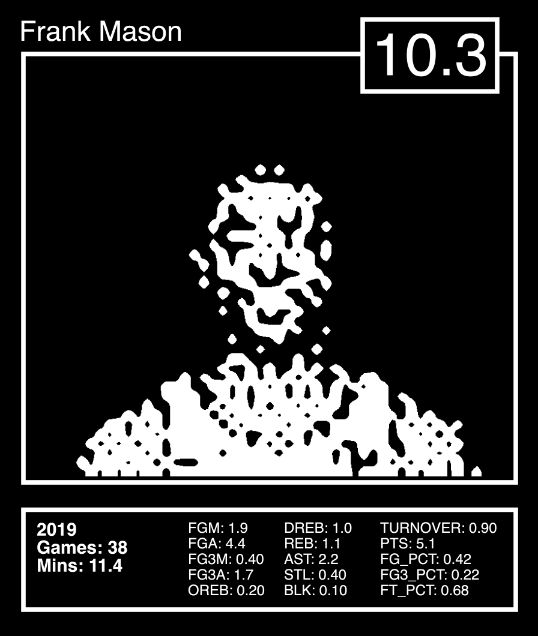 Frank Mason
10.3
2019
Games: 38
Mins: 11.4
FGM: 1.9
FGA: 4.4
FG3M: 0.40
FG3A: 1.7
OREB: 0.20
DREB: 1.0
REB: 1.1
AST: 2.2
STL: 0.40
BLK: 0.10
TURNOVER: 0.90
PTS: 5.1
FG_PCT: 0.42
FG3_PCT: 0.22
FT_PCT: 0.68